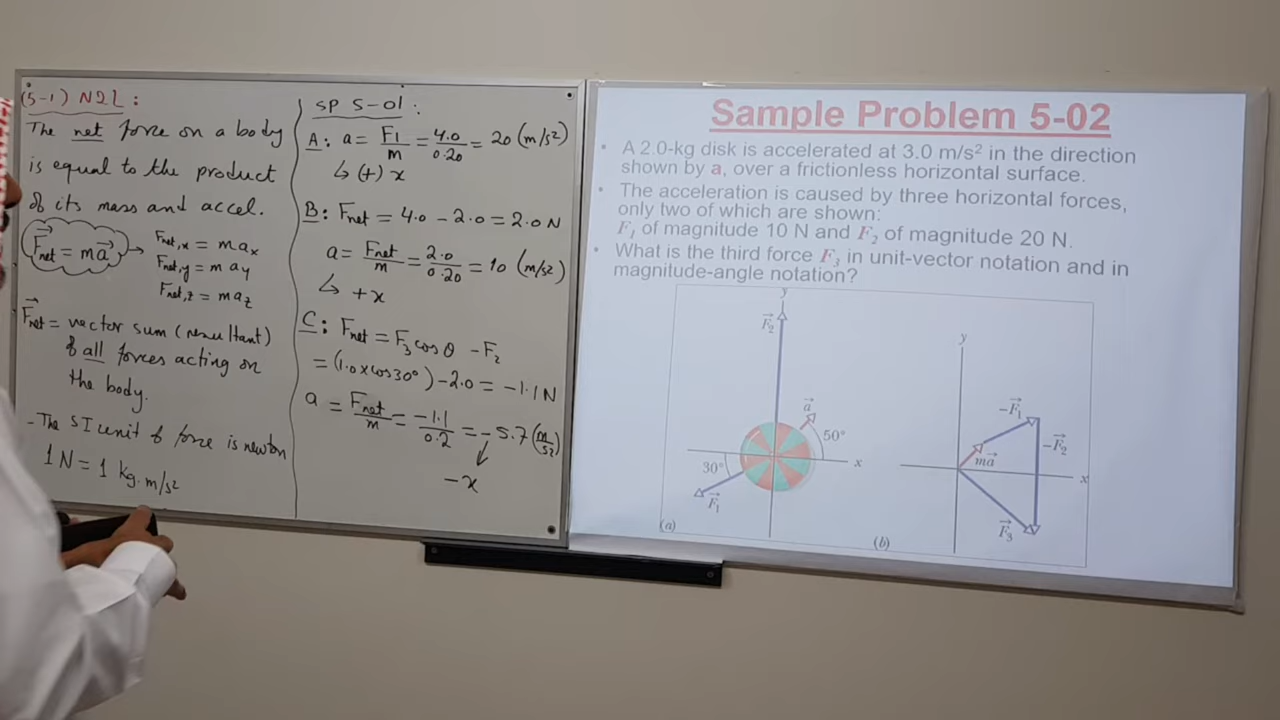 (5-1) N2L:
The net force on a body
is equal to the product
of its mass and accel.
F⃗net = ma⃗ → Fnet,x = max
Fnet,y = may
Fnet,z = maz
F⃗net = vector sum (resultant)
of all forces acting on
the body.
- The SI unit of force is newton
1 N = 1 kg.m/s²
SP 5-01:
A: a = F1/m = 4.0/0.20 = 20 (m/s²)
↳ (+) x
B: Fnet = 4.0 - 2.0 = 2.0 N
a = Fnet/m = 2.0/0.20 = 10 (m/s²)
↳ +x
C: Fnet = F3 cos θ - F2
= (1.0 x cos 30°) - 2.0 = -1.1 N
a = Fnet/m = -1.1/0.2 = -5.7 (m/s²)
-x
Sample Problem 5-02
• A 2.0-kg disk is accelerated at 3.0 m/s² in the direction
shown by a, over a frictionless horizontal surface.
• The acceleration is caused by three horizontal forces,
only two of which are shown:
F1 of magnitude 10 N and F2 of magnitude 20 N.
• What is the third force F3 in unit-vector notation and in
magnitude-angle notation?
y
F⃗2
a⃗
50°
x
30°
F⃗1
(a)
y
-F⃗1
-F⃗2
ma⃗
x
F⃗3
(b)